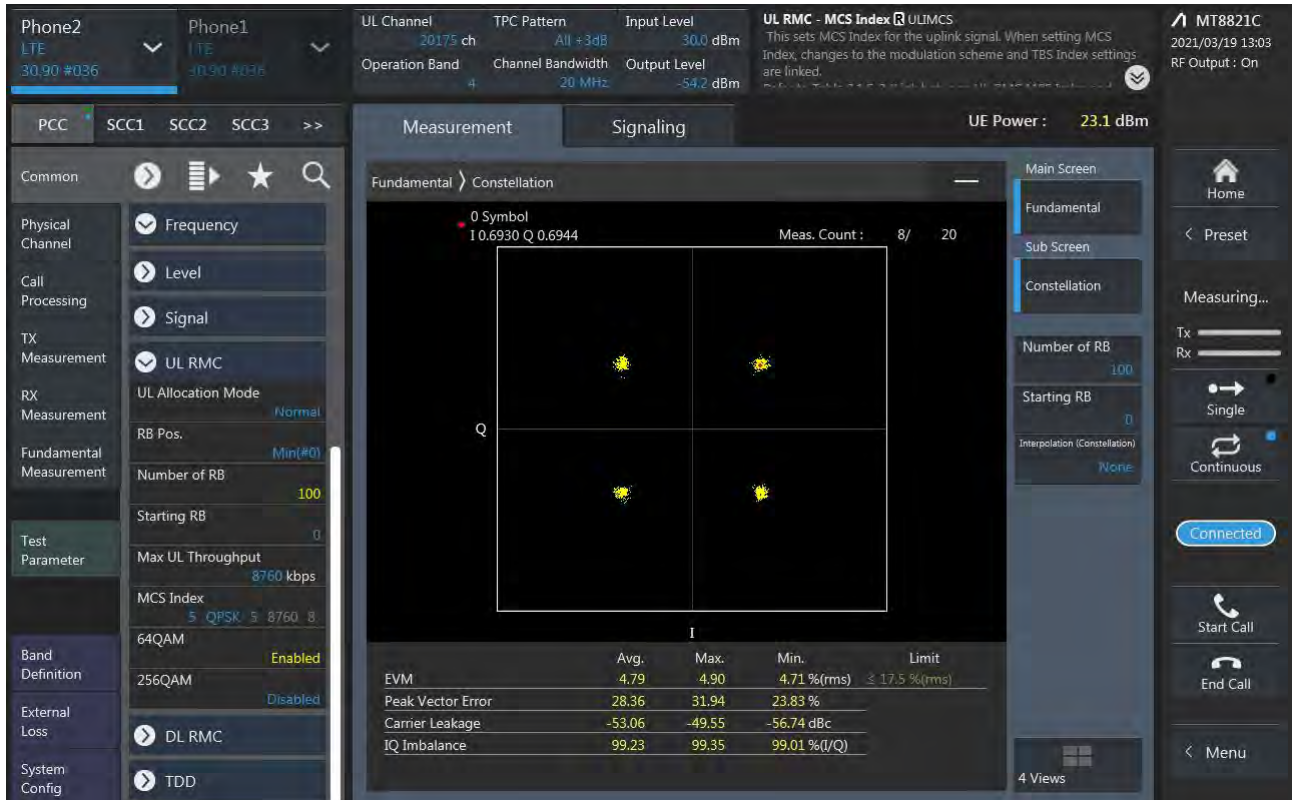 Phone2
LTE
30.90 #036
Phone1
LTE
30.90 #036
UL Channel
20175 ch
Operation Band
4
TPC Pattern
All +3dB
Channel Bandwidth
20 MHz
Input Level
30.0 dBm
Output Level
-54.2 dBm
UL RMC - MCS Index R ULIMCS
This sets MCS Index for the uplink signal. When setting MCS
Index, changes to the modulation scheme and TBS Index settings
are linked.
MT8821C
2021/03/19 13:03
RF Output : On
PCC SCC1 SCC2 SCC3 >>
Measurement
Signaling
UE Power : 23.1 dBm
Common
Physical
Channel
Call
Processing
TX
Measurement
RX
Measurement
Fundamental
Measurement
Test
Parameter
Band
Definition
External
Loss
System
Config
Frequency
Level
Signal
UL RMC
UL Allocation Mode
Normal
RB Pos.
Min(#0)
Number of RB
100
Starting RB
0
Max UL Throughput
8760 kbps
MCS Index
5 QPSK 5 8760 8
64QAM
Enabled
256QAM
Disabled
DL RMC
TDD
Fundamental 〉 Constellation
0 Symbol
I 0.6930 Q 0.6944
Meas. Count : 8/ 20
Q
I
Avg. Max. Min. Limit
EVM 4.79 4.90 4.71 %(rms) ≤ 17.5 %(rms)
Peak Vector Error 28.36 31.94 23.83 %
Carrier Leakage -53.06 -49.55 -56.74 dBc
IQ Imbalance 99.23 99.35 99.01 %(I/Q)
Main Screen
Fundamental
Sub Screen
Constellation
Number of RB
100
Starting RB
0
Interpolation (Constellation)
None
4 Views
Home
< Preset
Measuring...
Tx
Rx
Single
Continuous
Connected
Start Call
End Call
< Menu